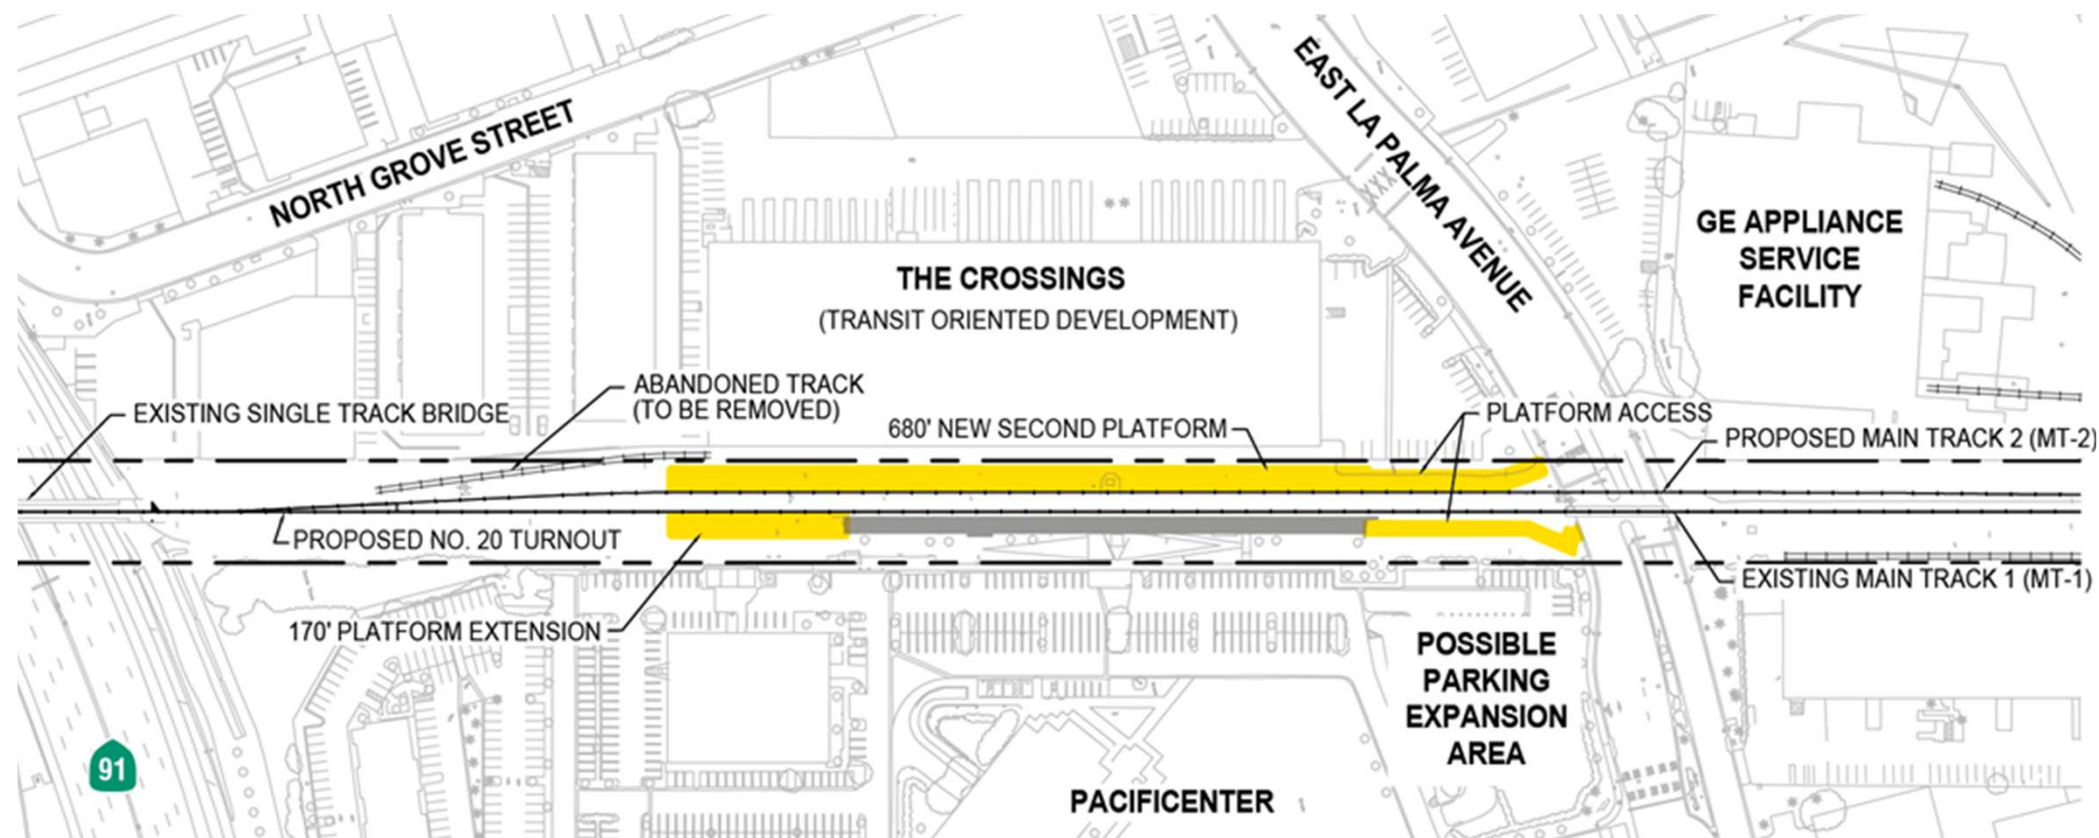 NORTH GROVE STREET
EAST LA PALMA AVENUE
GE APPLIANCE
SERVICE
FACILITY
THE CROSSINGS
(TRANSIT ORIENTED DEVELOPMENT)
ABANDONED TRACK
(TO BE REMOVED)
EXISTING SINGLE TRACK BRIDGE
680' NEW SECOND PLATFORM
PLATFORM ACCESS
PROPOSED MAIN TRACK 2 (MT-2)
PROPOSED NO. 20 TURNOUT
EXISTING MAIN TRACK 1 (MT-1)
170' PLATFORM EXTENSION
POSSIBLE
PARKING
EXPANSION
AREA
91
PACIFICENTER